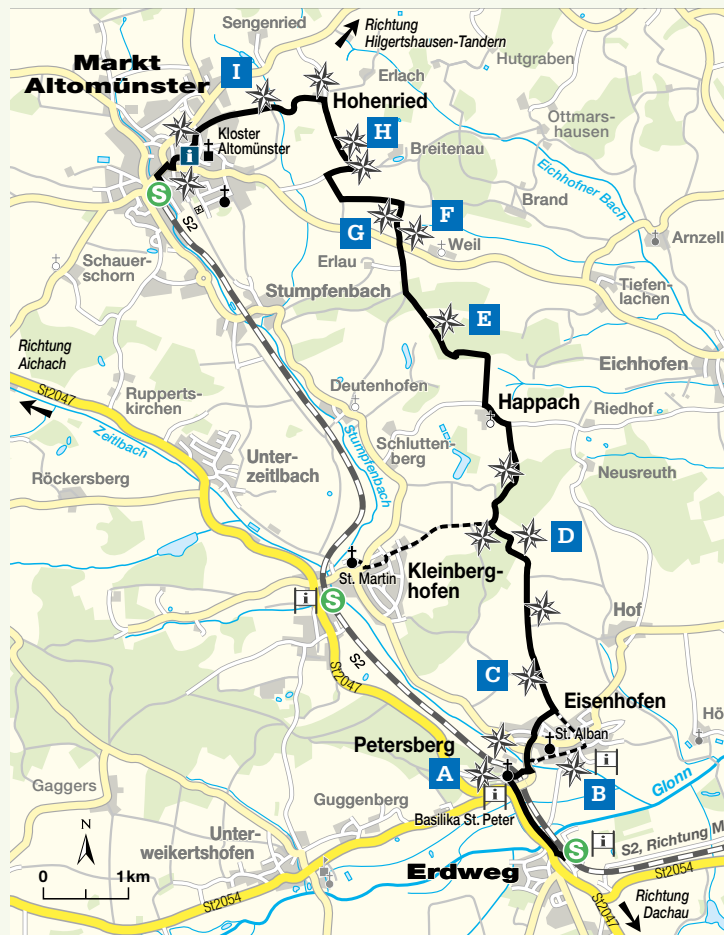 Sengenried
Richtung
Hilgertshausen-Tandern
Hutgraben
Markt
Altomünster
I
Erlach
Hohenried
Ottmars-
hausen
Kloster
Altomünster
i
H
Breitenau
Eichhofner Bach
Brand
S
S2
G
F
Weil
Arnzell
Schauer-
schorn
Erlau
Stumpfenbach
Tiefen-
lachen
E
Richtung
Aichach
Eichhofen
St2047
Rupperts-
kirchen
Deutenhofen
Happach
Riedhof
Zeitlbach
Stumpfenbach
Schlutten-
berg
Unter-
zeitlbach
Röckersberg
Neusreuth
D
St. Martin
Kleinberg-
hofen
i
S
Hof
S2
St2047
C
Eisenhofen
Hö
St. Alban
Petersberg
A
i
B
Glonn
Gaggers
i
Guggenberg
Basilika St. Peter
N
Unter-
weikertshofen
S
i
S2, Richtung M
0
1km
Erdweg
St2054
St2047
St2054
Richtung
Dachau